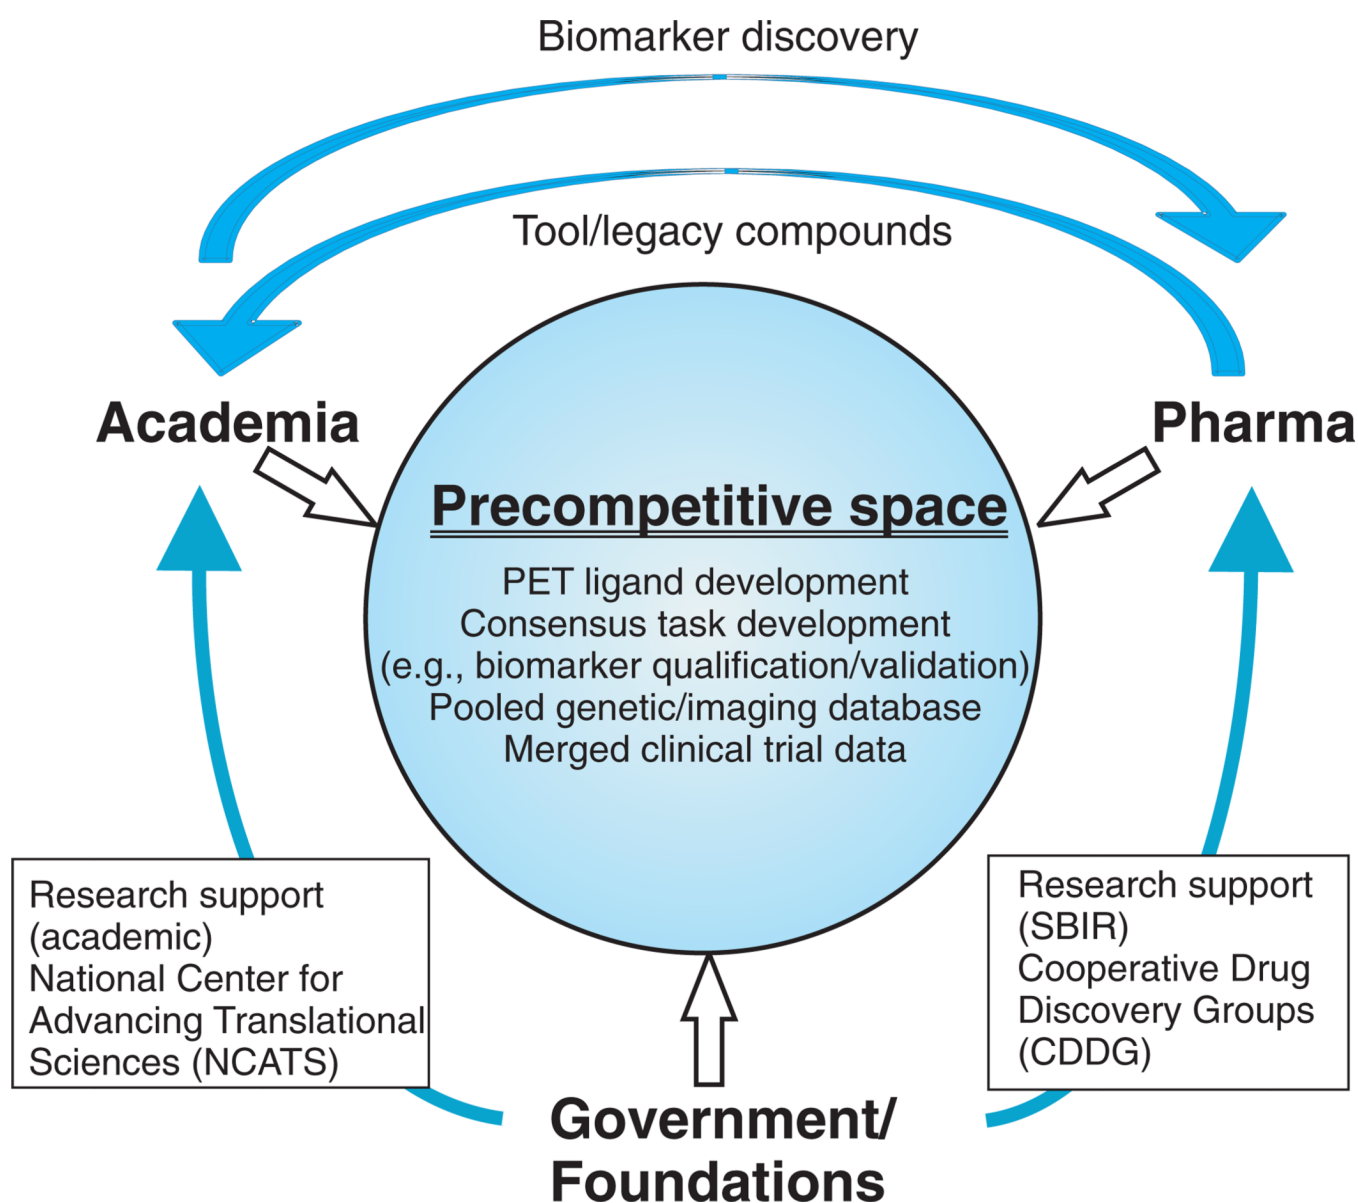 Biomarker discovery
Tool/legacy compounds
Academia
Pharma
Precompetitive space
PET ligand development
Consensus task development
(e.g., biomarker qualification/validation)
Pooled genetic/imaging database
Merged clinical trial data
Research support
(academic)
National Center for
Advancing Translational
Sciences (NCATS)
Research support
(SBIR)
Cooperative Drug
Discovery Groups
(CDDG)
Government/
Foundations